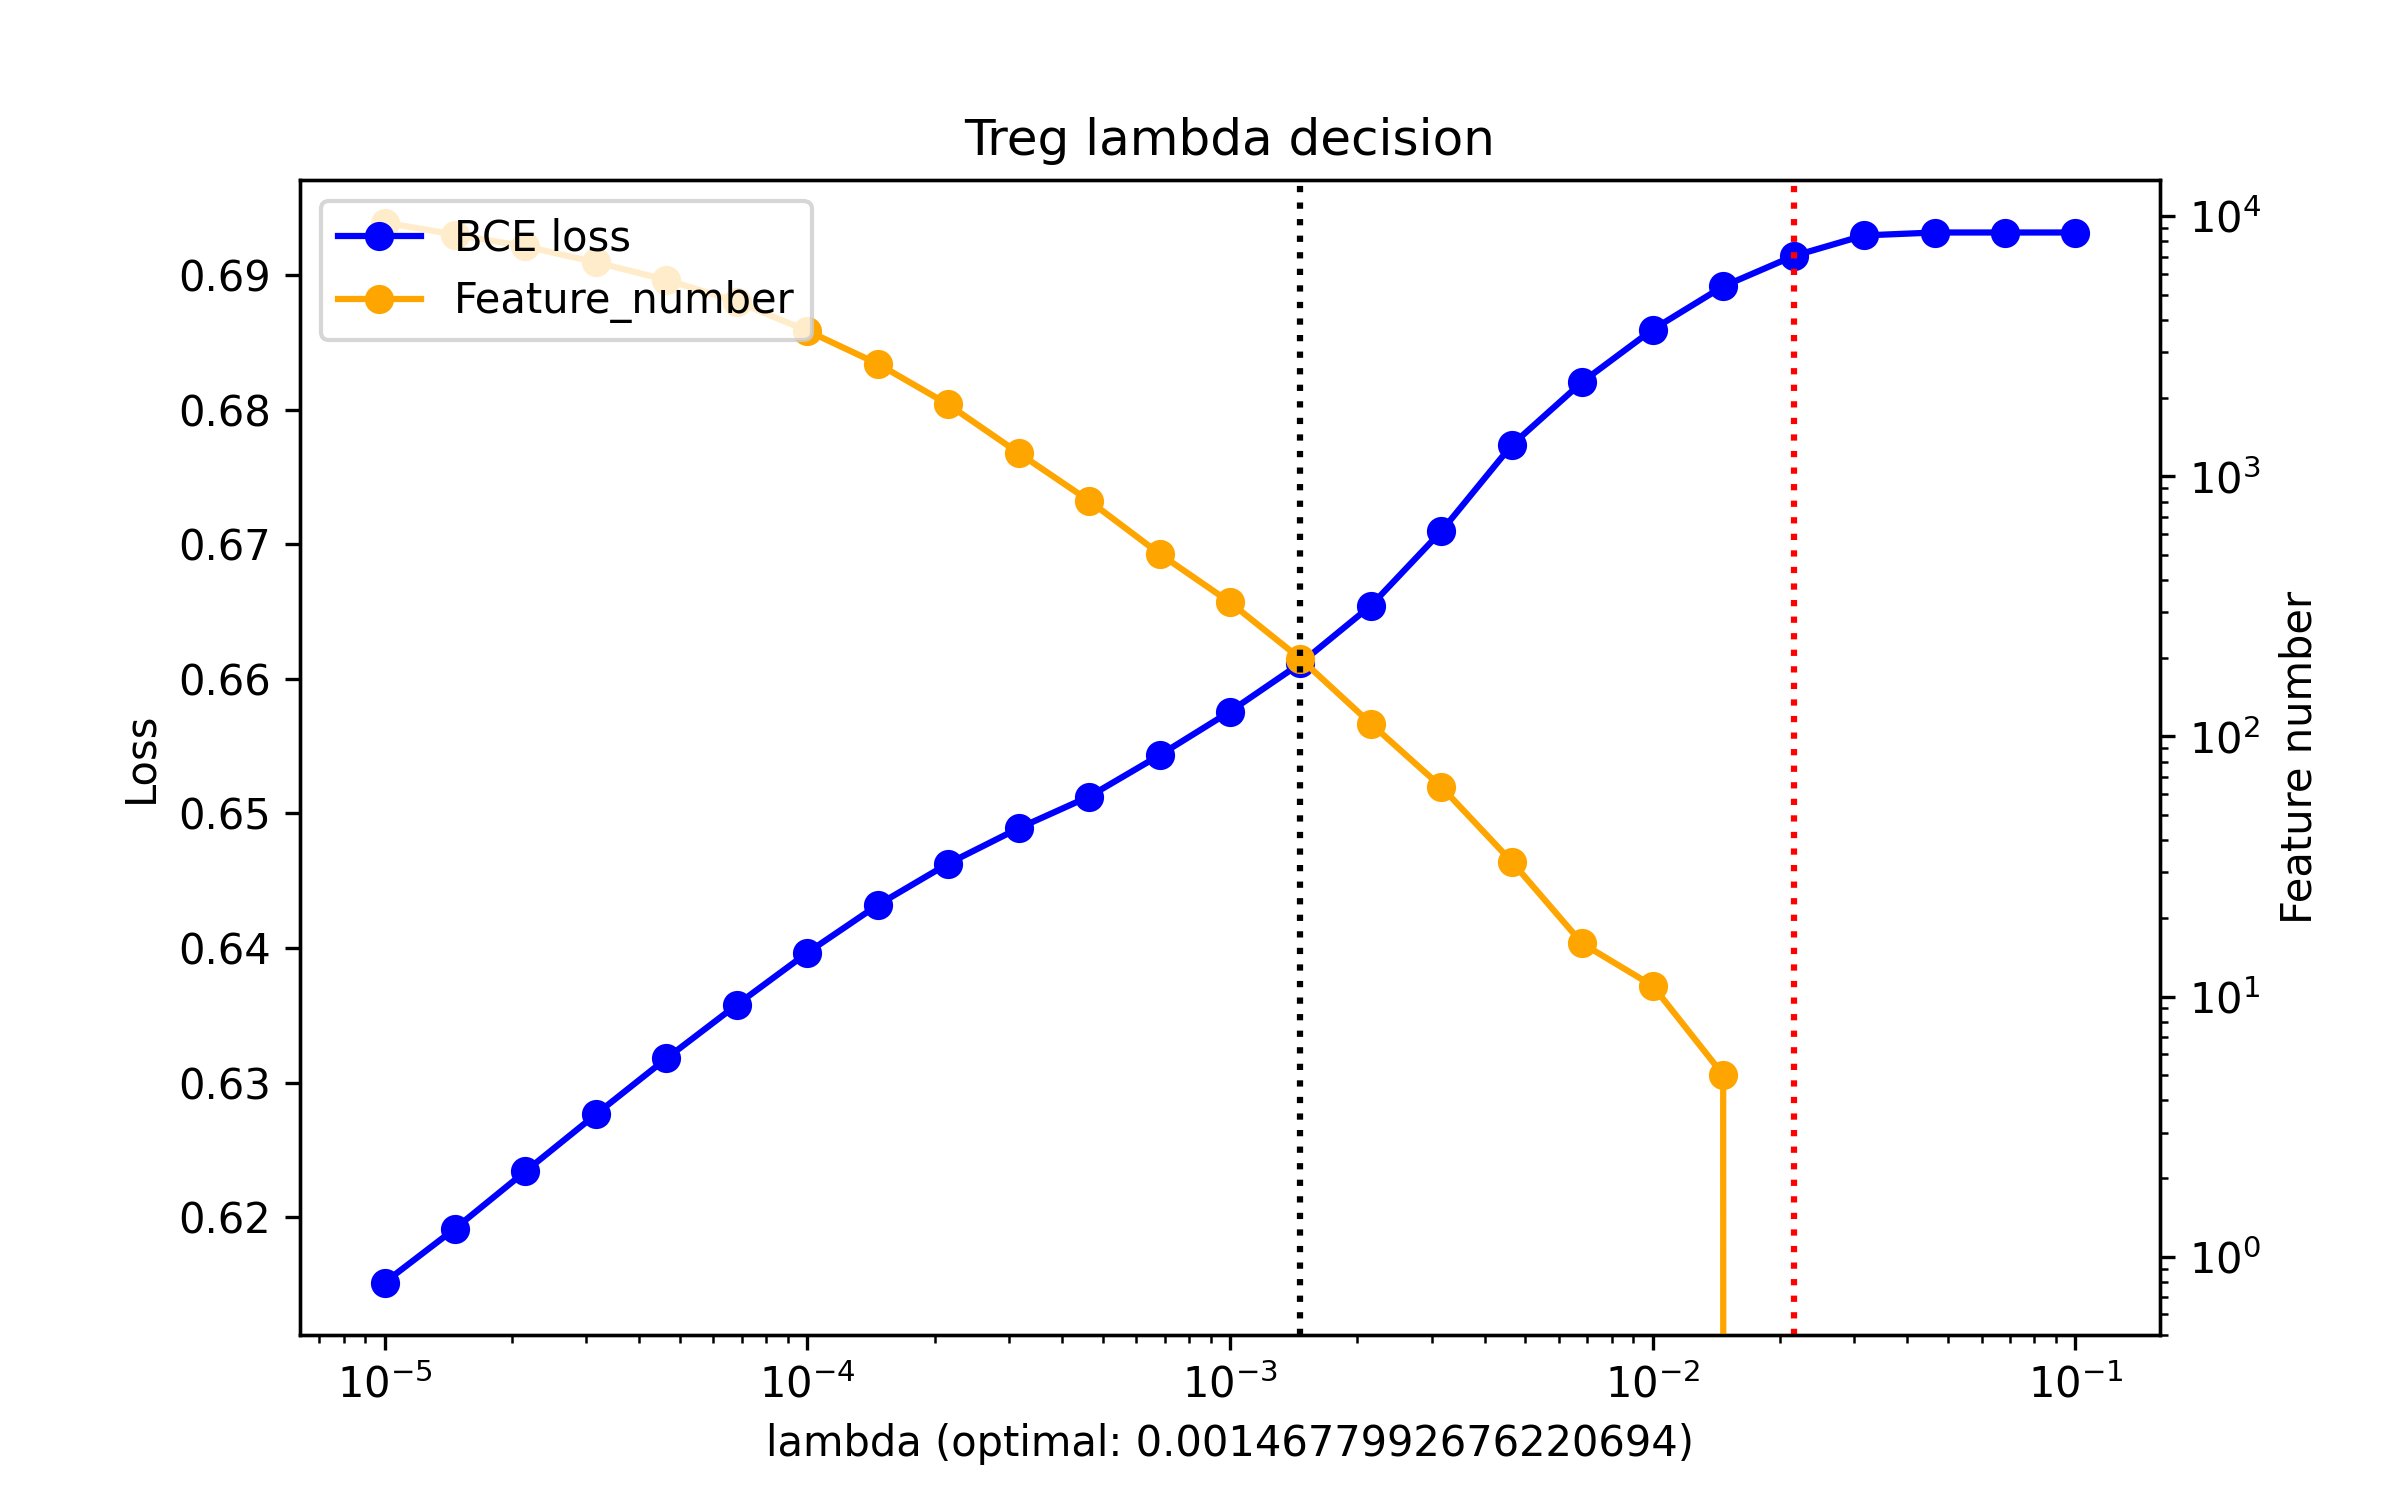 Treg lambda decision
BCE loss
Feature_number
0.69
0.68
0.67
0.66
0.65
0.64
0.63
0.62
Loss
10⁴
10³
10²
10¹
10⁰
Feature number
10⁻⁵ 10⁻⁴ 10⁻³ 10⁻² 10⁻¹
lambda (optimal: 0.0014677992676220694)